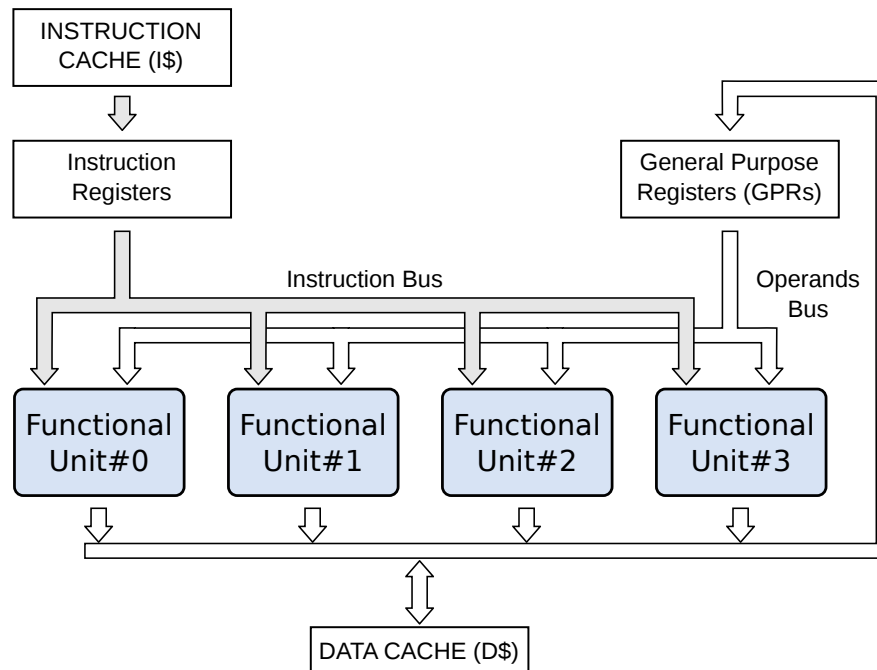 INSTRUCTION
CACHE (I$)
Instruction
Registers
General Purpose
Registers (GPRs)
Instruction Bus
Operands
Bus
Functional
Unit#0
Functional
Unit#1
Functional
Unit#2
Functional
Unit#3
DATA CACHE (D$)